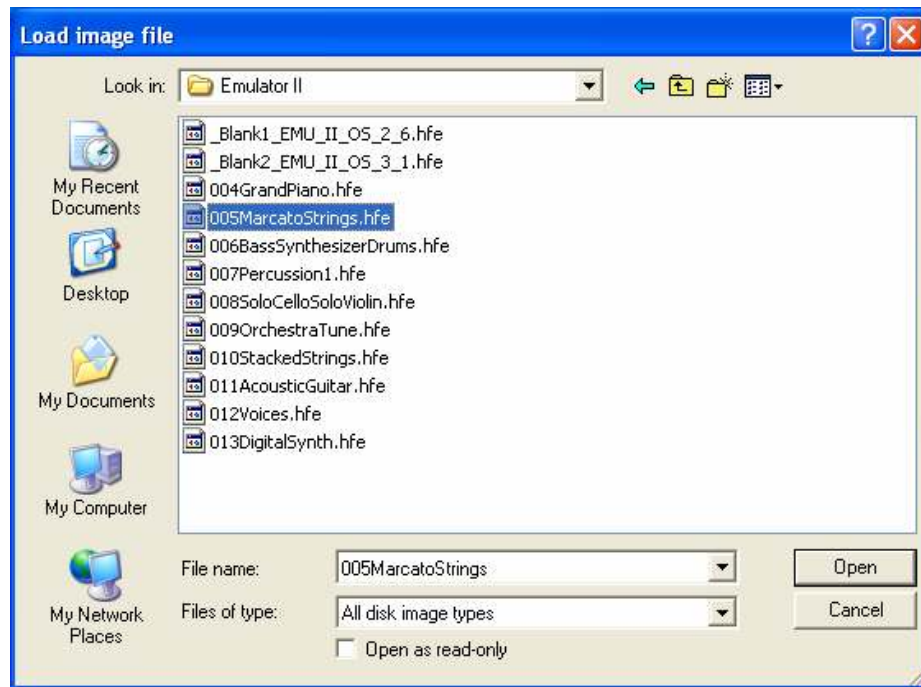 Load image file
Look in:
Emulator II
My Recent
Documents
Desktop
My Documents
My Computer
My Network
Places
_Blank1_EMU_II_OS_2_6.hfe
_Blank2_EMU_II_OS_3_1.hfe
004GrandPiano.hfe
005MarcatoStrings.hfe
006BassSynthesizerDrums.hfe
007Percussion1.hfe
008SoloCelloSoloViolin.hfe
009OrchestraTune.hfe
010StackedStrings.hfe
011AcousticGuitar.hfe
012Voices.hfe
013DigitalSynth.hfe
File name:
005MarcatoStrings
Open
Files of type:
All disk image types
Cancel
Open as read-only